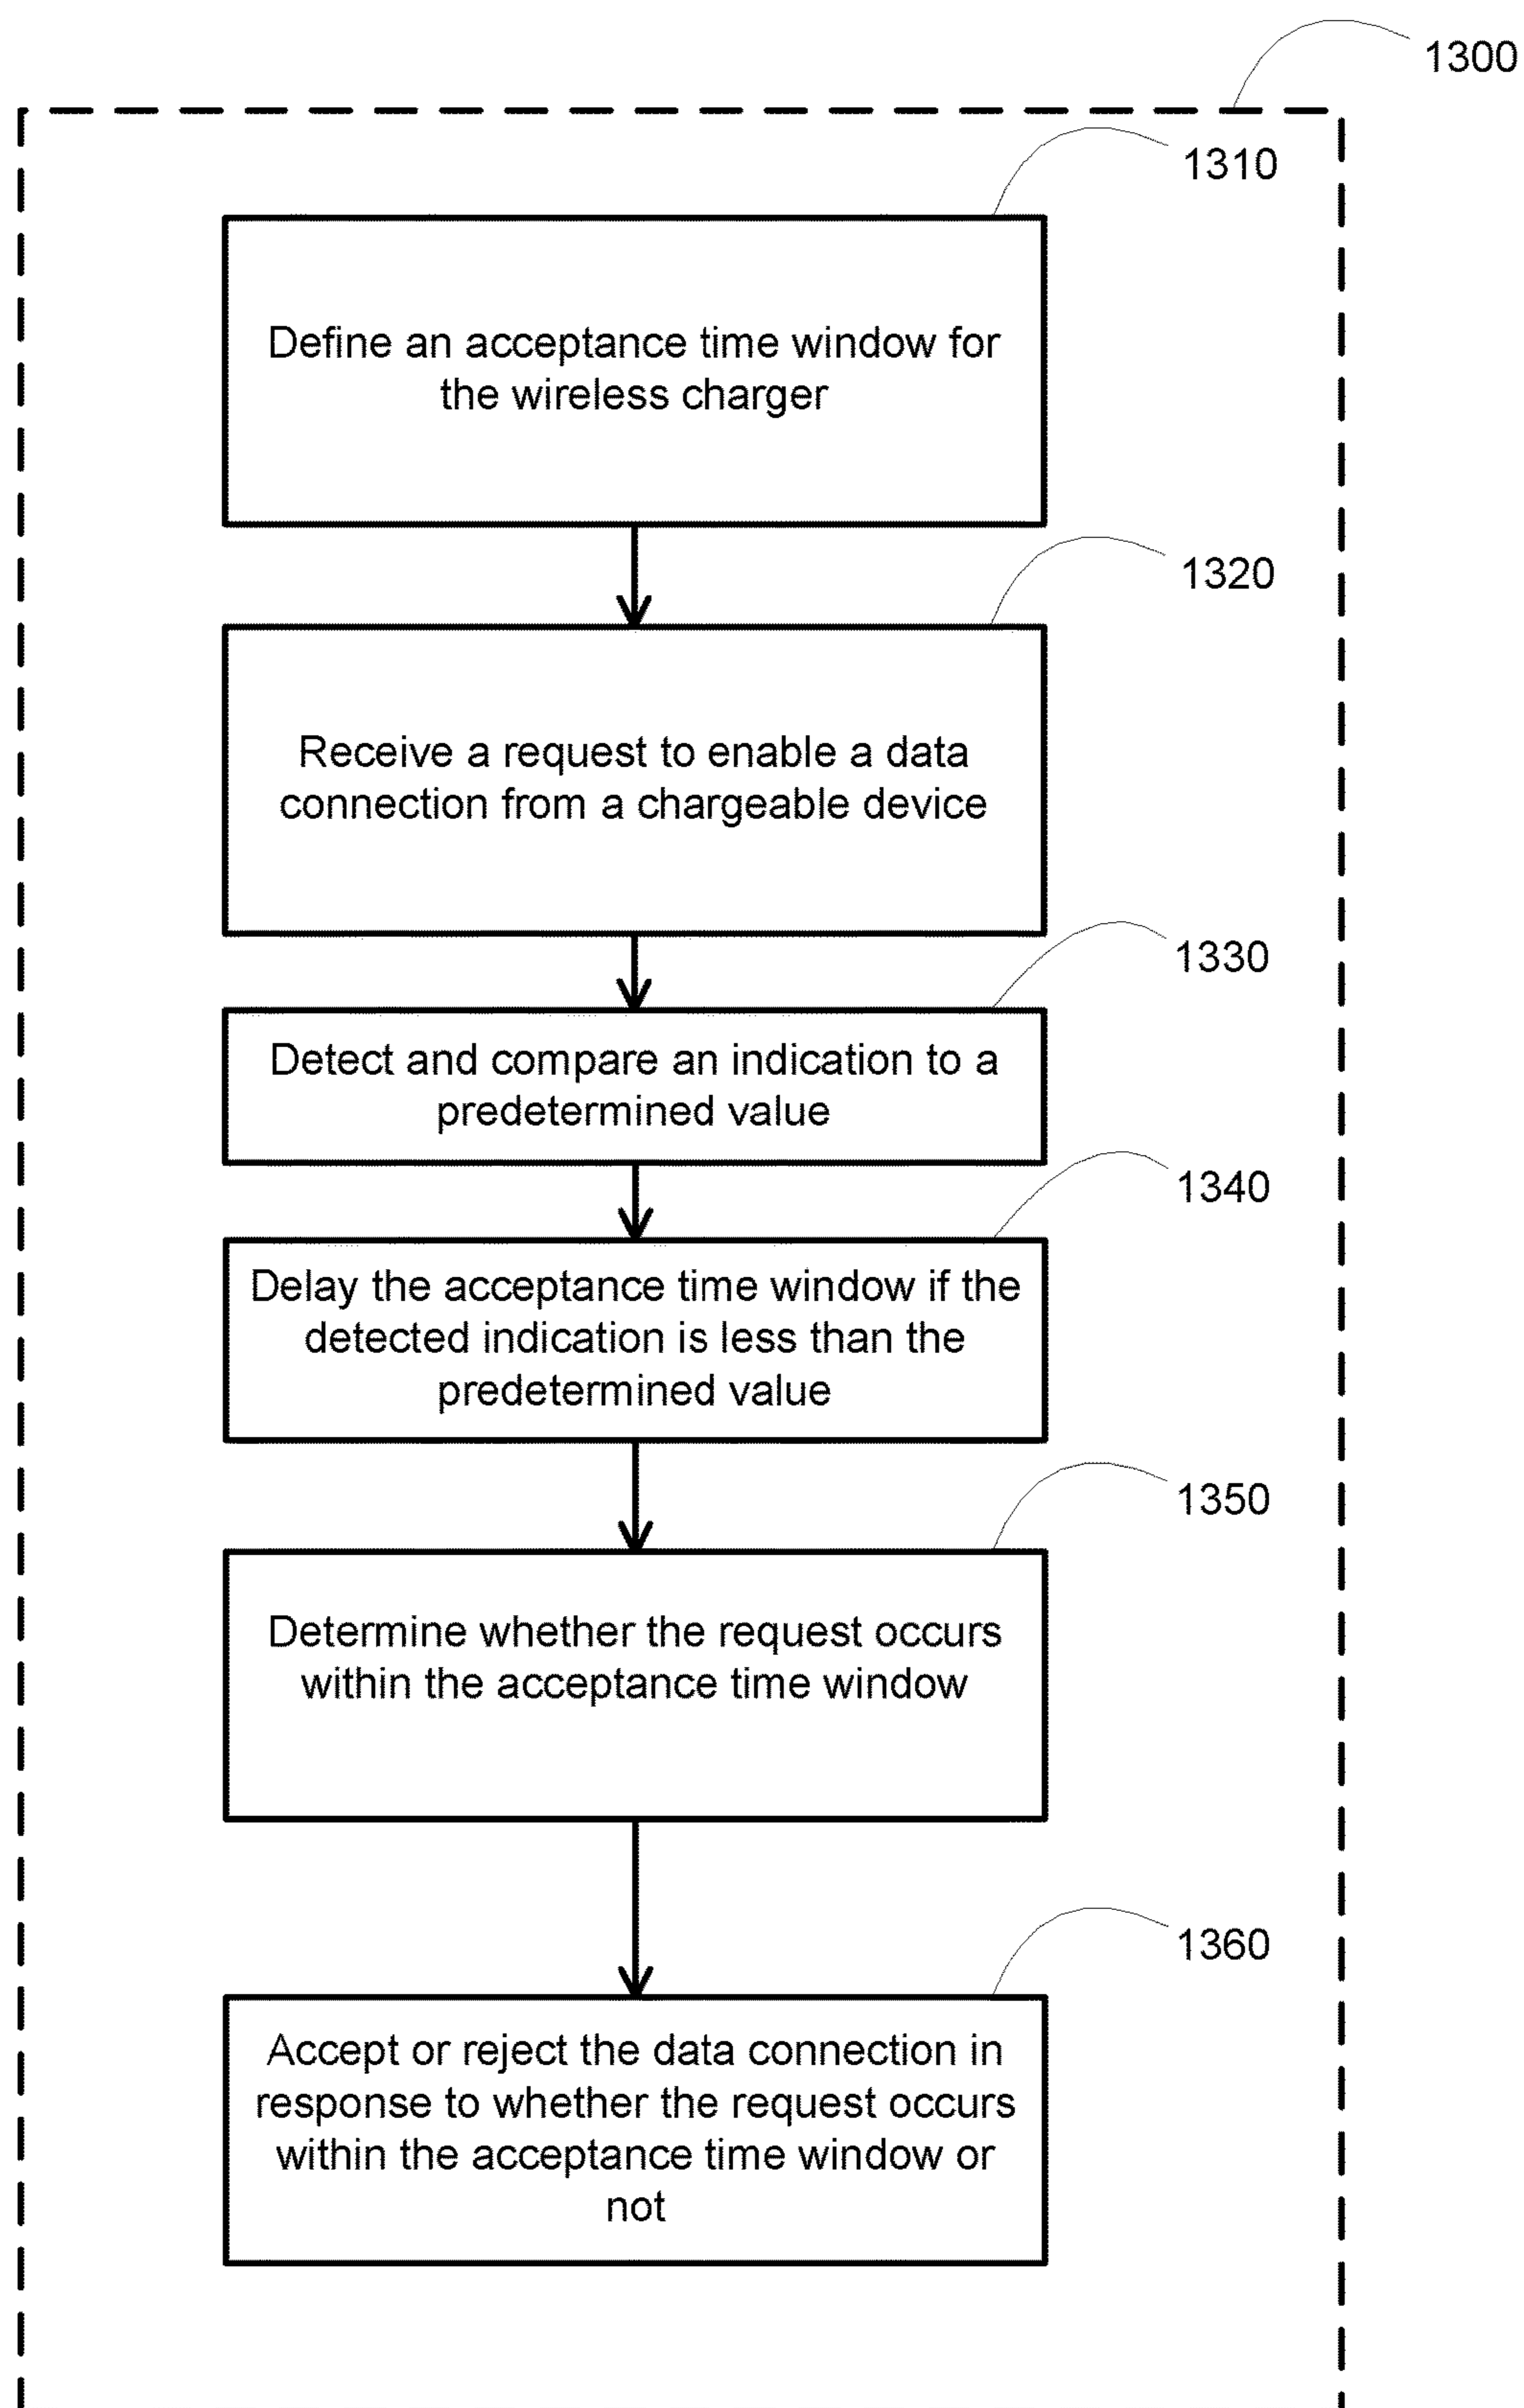 1300
1310
Define an acceptance time window for
the wireless charger
1320
Receive a request to enable a data
connection from a chargeable device
1330
Detect and compare an indication to a
predetermined value
1340
Delay the acceptance time window if the
detected indication is less than the
predetermined value
1350
Determine whether the request occurs
within the acceptance time window
1360
Accept or reject the data connection in
response to whether the request occurs
within the acceptance time window or
not